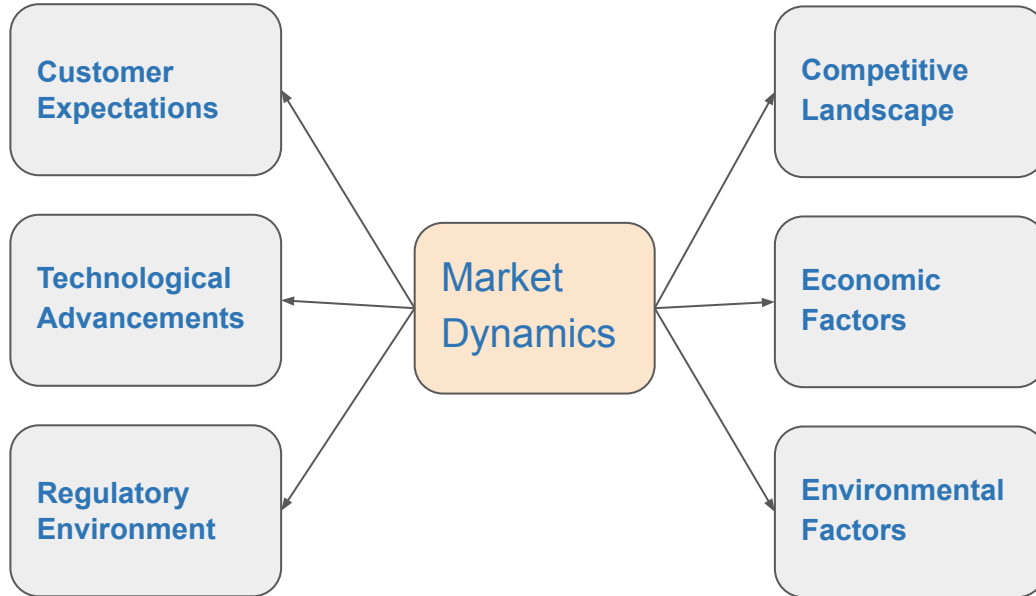 Customer
Expectations
Technological
Advancements
Regulatory
Environment
Market
Dynamics
Competitive
Landscape
Economic
Factors
Environmental
Factors